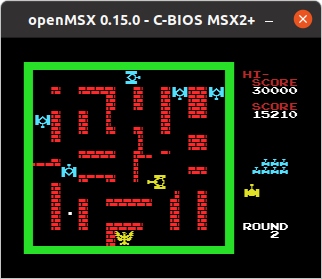 openMSX 0.15.0 - C-BIOS MSX2+
HI-
SCORE
30000
SCORE
15210
ROUND
2